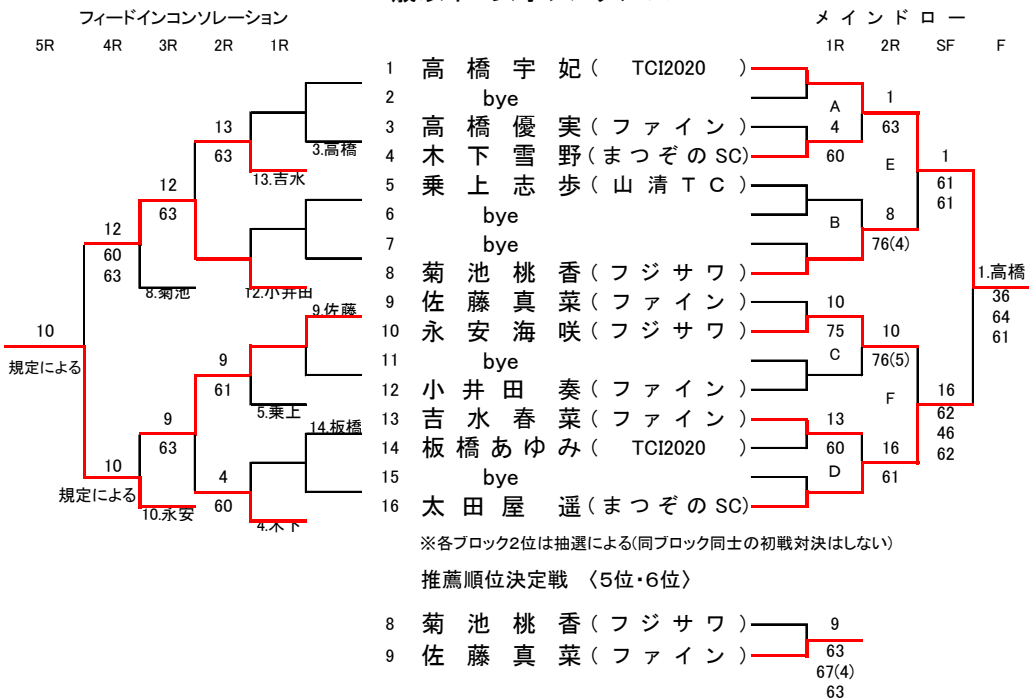 フィードインコンソレーション
メインドロー
5R 4R 3R 2R 1R
1R 2R SF F
1 高橋宇妃(TCI2020)
2 bye
3 高橋優実(ファイン)
4 木下雪野(まつぞのSC)
5 乗上志歩(山清TC)
6 bye
7 bye
8 菊池桃香(フジサワ)
9 佐藤真菜(ファイン)
10 永安海咲(フジサワ)
11 bye
12 小井田奏(ファイン)
13 吉水春菜(ファイン)
14 板橋あゆみ(TCI2020)
15 bye
16 太田屋遥(まつぞのSC)
3.高橋
13.吉水
13
63
12
63
12
60
63
8.菊池
12.小井田
9.佐藤
10
規定による
9
61
5.乗上
14.板橋
9
63
10
規定による
10.永安
4
60
4.木下
A
4
60
1
63
E
B
8
76(4)
1
61
61
10
75
C
10
76(5)
F
13
60
D
16
61
16
62
46
62
1.高橋
36
64
61
※各ブロック2位は抽選による(同ブロック同士の初戦対決はしない)
推薦順位決定戦 〈5位・6位〉
8 菊池桃香(フジサワ)
9 佐藤真菜(ファイン)
9
63
67(4)
63